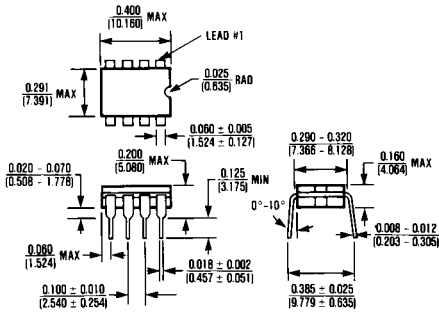 0.400
(10.160) MAX
LEAD #1
0.291
(7.391) MAX
0.025
(0.635) RAD
0.060 ± 0.005
(1.524 ± 0.127)
0.290 – 0.320
(7.366 – 8.128)
0.020 – 0.070
(0.508 – 1.778)
0.200
(5.080) MAX
0.125
(3.175) MIN
0.160
(4.064) MAX
0°–10°
0.060
(1.524) MAX
0.018 ± 0.002
(0.457 ± 0.051)
0.008 – 0.012
(0.203 – 0.305)
0.100 ± 0.010
(2.540 ± 0.254)
0.385 ± 0.025
(9.779 ± 0.635)